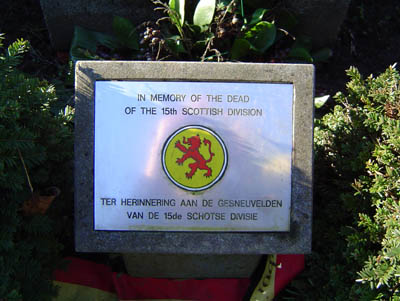 IN MEMORY OF THE DEAD
OF THE 15th SCOTTISH DIVISION
TER HERINNERING AAN DE GESNEUVELDEN
VAN DE 15de SCHOTSE DIVISIE